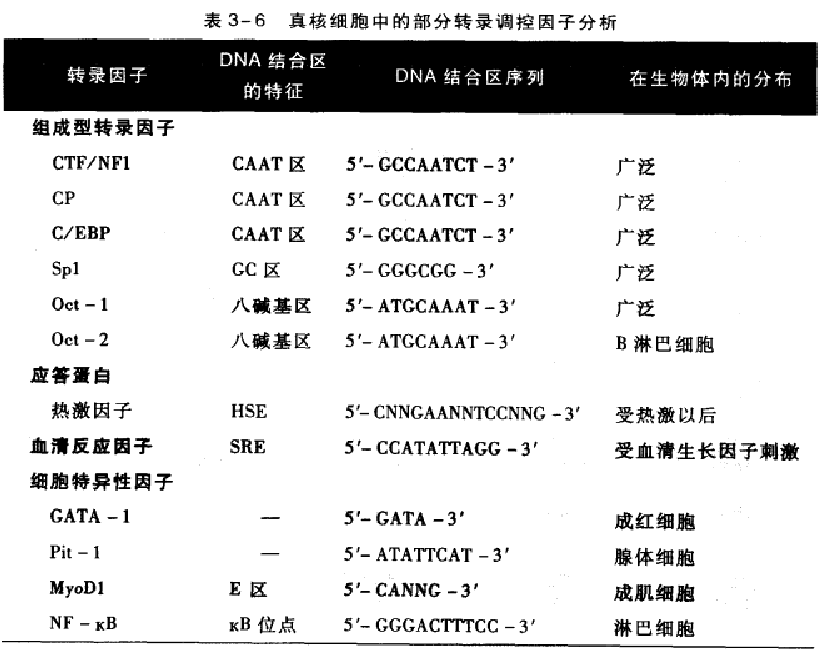 表 3-6 真核细胞中的部分转录调控因子分析
转录因子 DNA 结合区的特征 DNA 结合区序列 在生物体内的分布
组成型转录因子
CTF/NF1 CAAT 区 5′-GCCAATCT-3′ 广泛
CP CAAT 区 5′-GCCAATCT-3′ 广泛
C/EBP CAAT 区 5′-GCCAATCT-3′ 广泛
Sp1 GC 区 5′-GGGCGG-3′ 广泛
Oct-1 八碱基区 5′-ATGCAAAT-3′ 广泛
Oct-2 八碱基区 5′-ATGCAAAT-3′ B 淋巴细胞
应答蛋白
热激因子 HSE 5′-CNNGAANNTCCNNG-3′ 受热激以后
血清反应因子 SRE 5′-CCATATTAGG-3′ 受血清生长因子刺激
细胞特异性因子
GATA-1 — 5′-GATA-3′ 成红细胞
Pit-1 — 5′-ATATTCAT-3′ 腺体细胞
MyoD1 E 区 5′-CANNG-3′ 成肌细胞
NF-κB κB 位点 5′-GGGACTTTCC-3′ 淋巴细胞